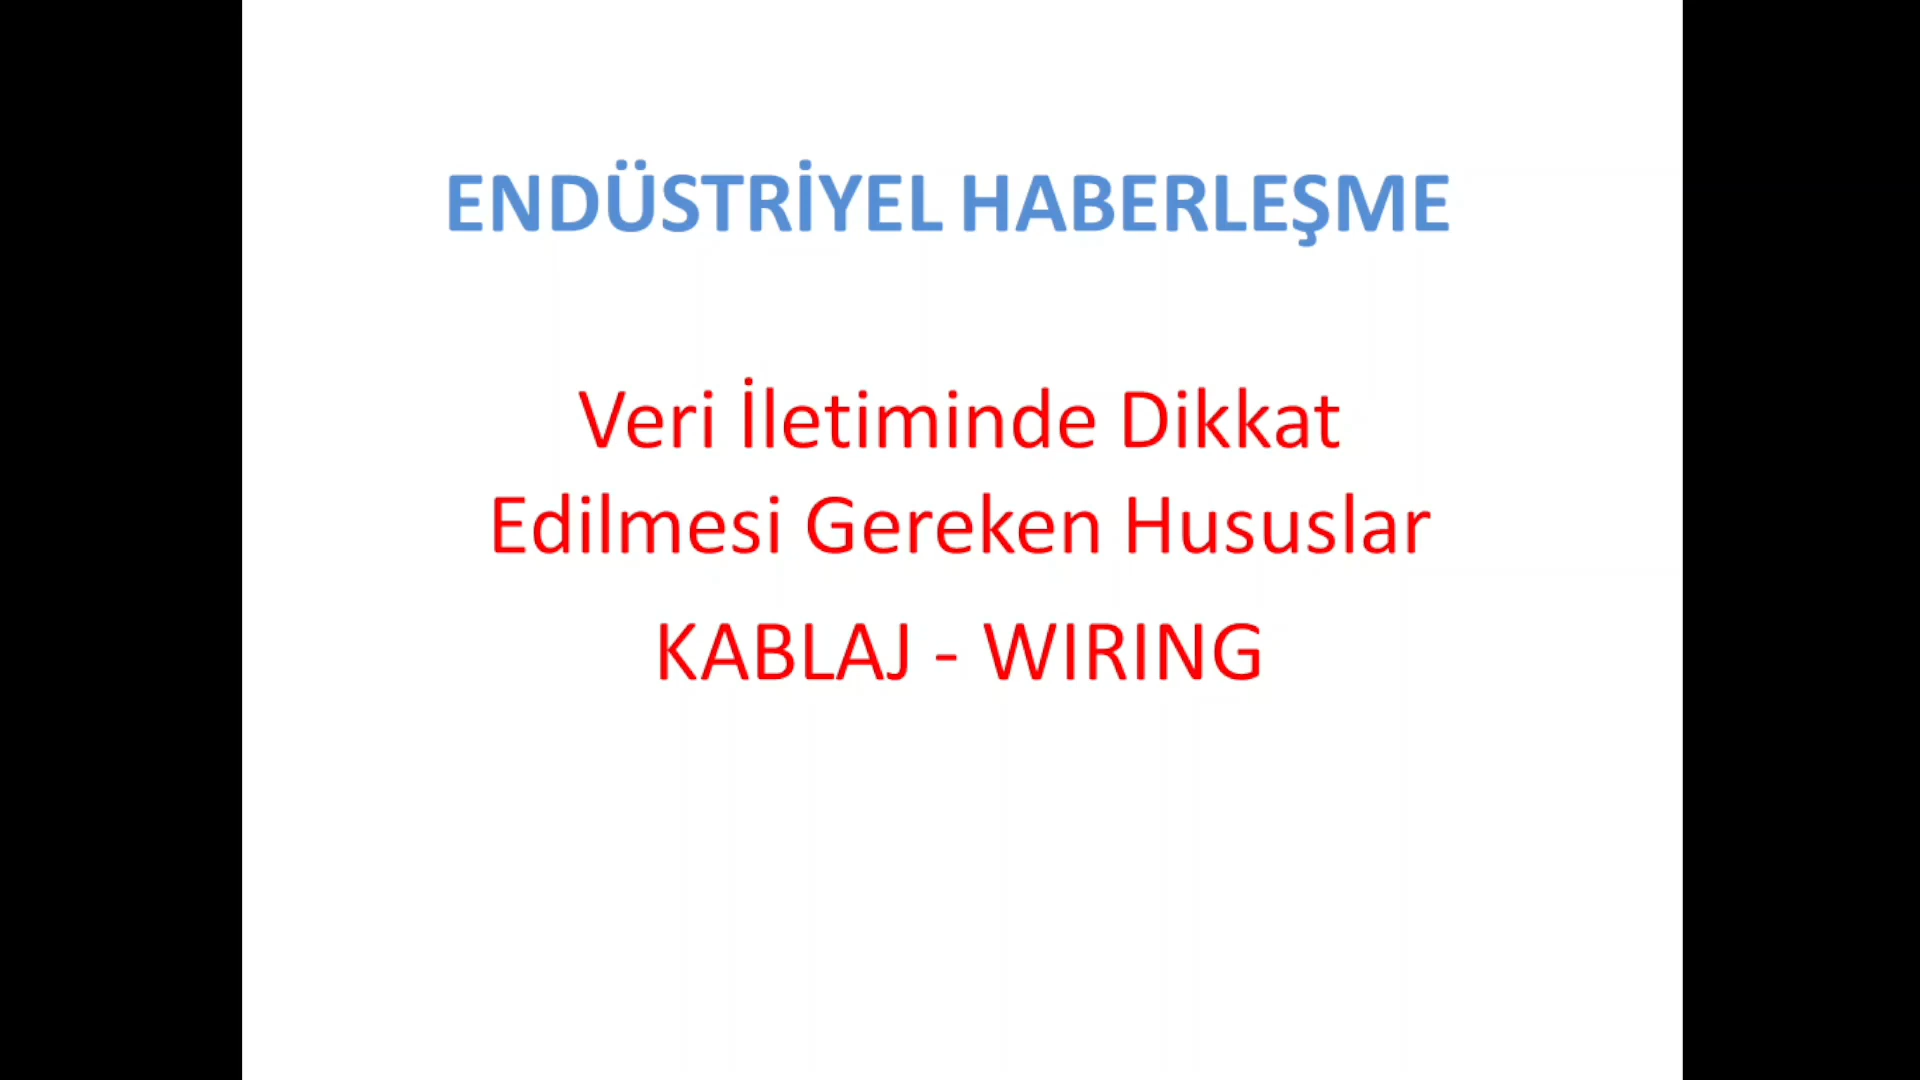 ENDÜSTRİYEL HABERLEŞME
Veri İletiminde Dikkat
Edilmesi Gereken Hususlar
KABLAJ - WIRING